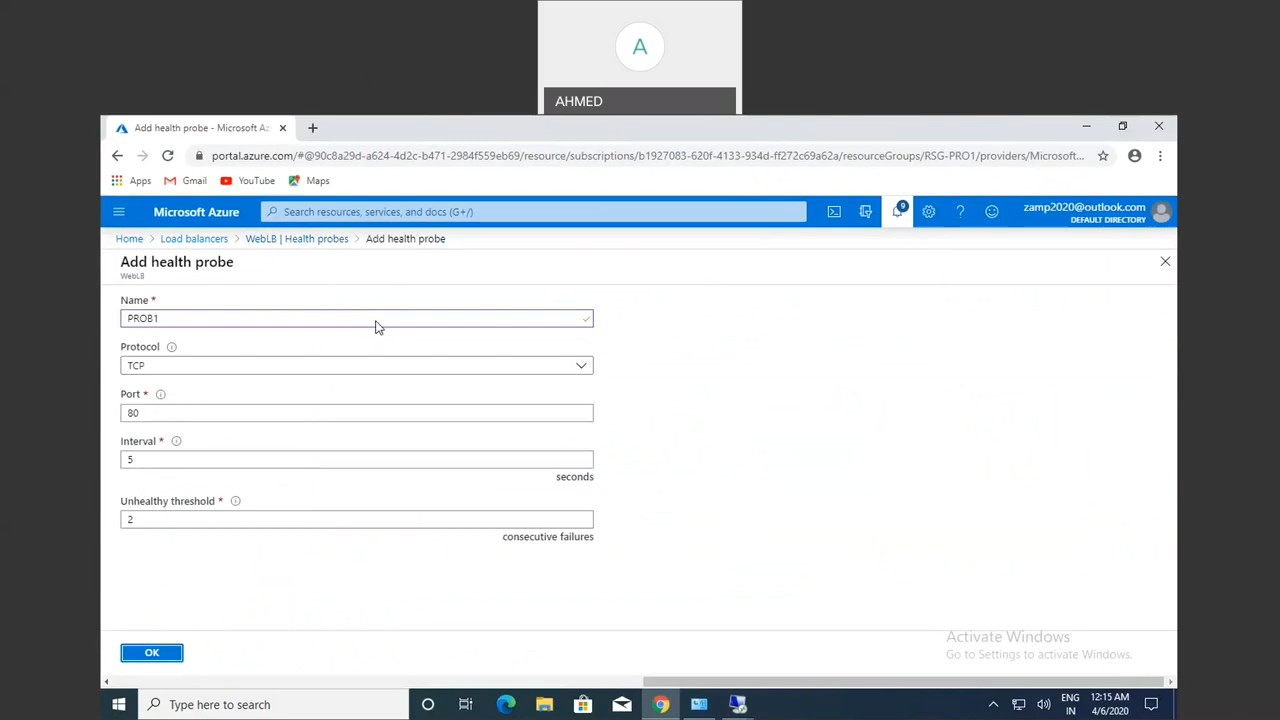 A
AHMED
Add health probe - Microsoft Az
portal.azure.com/#@90c8a29d-a624-4d2c-b471-2984f559eb69/resource/subscriptions/b1927083-620f-4133-934d-ff272c69a62a/resourceGroups/RSG-PRO1/providers/Microsoft...
Apps Gmail YouTube Maps
Microsoft Azure Search resources, services, and docs (G+/) 9 zamp2020@outlook.com
DEFAULT DIRECTORY
Home > Load balancers > WebLB | Health probes > Add health probe
Add health probe
WebLB
Name *
PROB1
Protocol
TCP
Port *
80
Interval *
5
seconds
Unhealthy threshold *
2
consecutive failures
OK
Activate Windows
Go to Settings to activate Windows.
Type here to search
ENG
IN
12:15 AM
4/6/2020